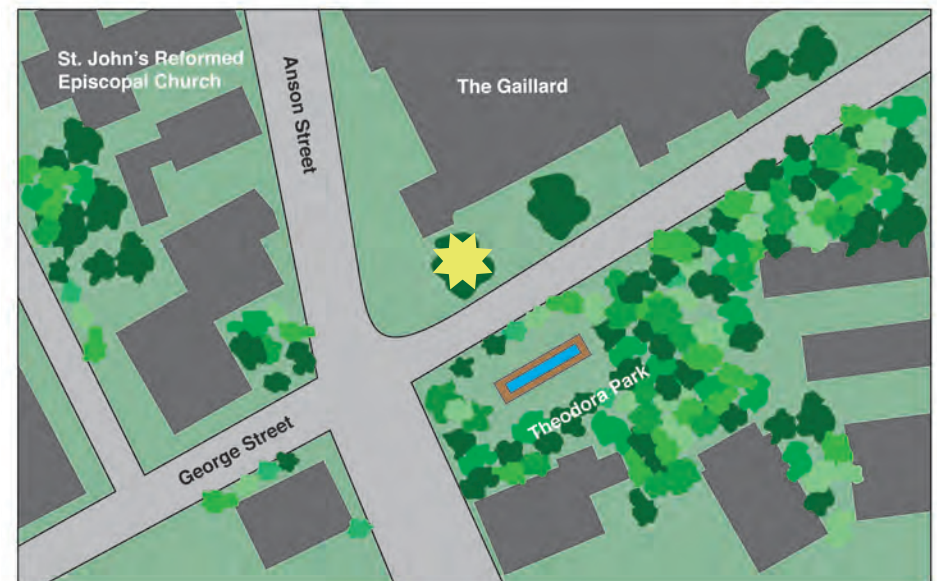 St. John's Reformed
Episcopal Church
Anson Street
The Gaillard
Theodora Park
George Street